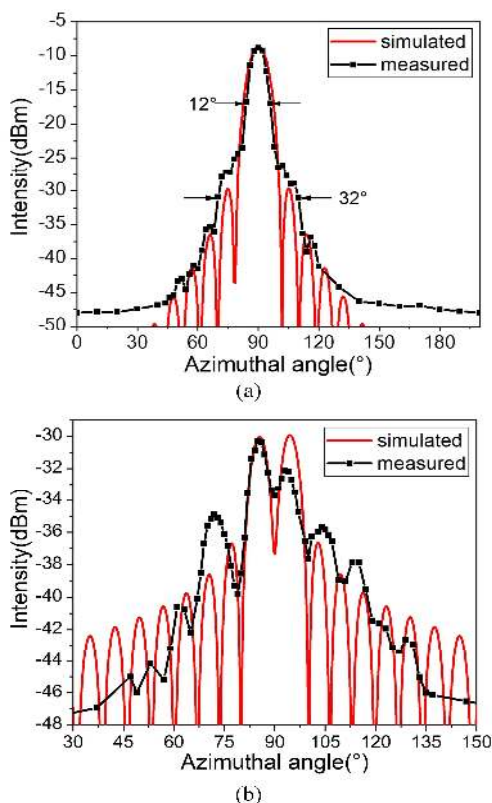 -5
-10
-15
-20
-25
-30
-35
-40
-45
-50
Intensity(dBm)
simulated
measured
12°
32°
0 30 60 90 120 150 180
Azimuthal angle(°)
(a)
-30
-32
-34
-36
-38
-40
-42
-44
-46
-48
Intensity(dBm)
simulated
measured
30 45 60 75 90 105 120 135 150
Azimuthal angle(°)
(b)